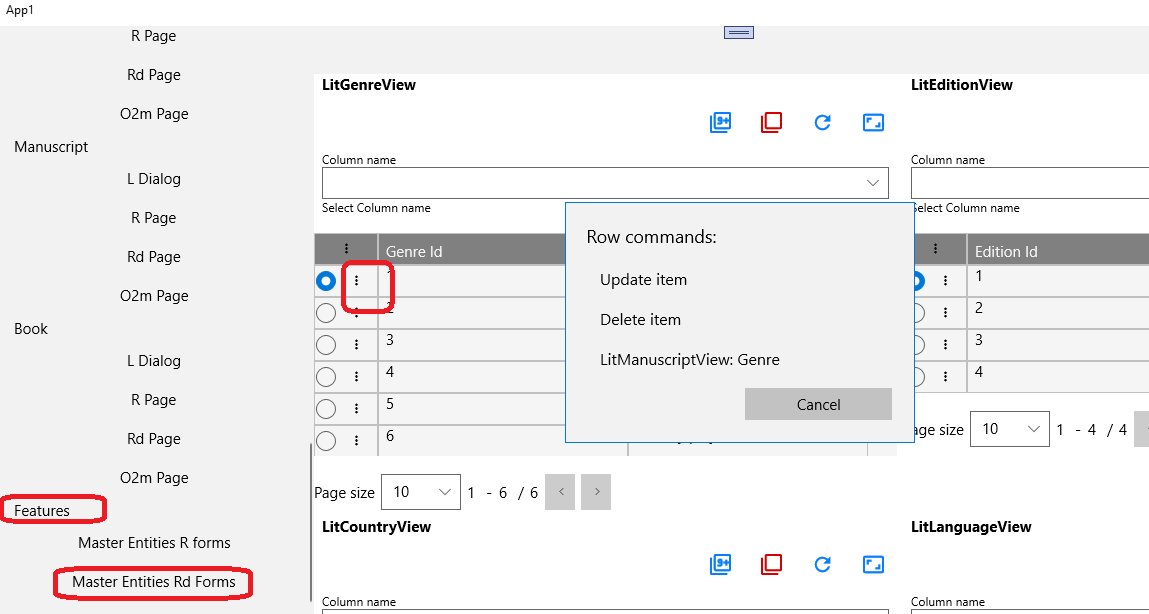 App1
R Page
Rd Page
O2m Page
Manuscript
L Dialog
R Page
Rd Page
O2m Page
Book
L Dialog
R Page
Rd Page
O2m Page
Features
Master Entities R forms
Master Entities Rd Forms
LitGenreView
9+
Column name
Select Column name
Genre Id
1
2
3
4
5
6
Page size 10 1 - 6 / 6
Row commands:
Update item
Delete item
LitManuscriptView: Genre
Cancel
LitEditionView
Column name
Select Column name
Edition Id
1
2
3
4
age size 10 1 - 4 / 4
LitCountryView
9+
Column name
LitLanguageView
Column name